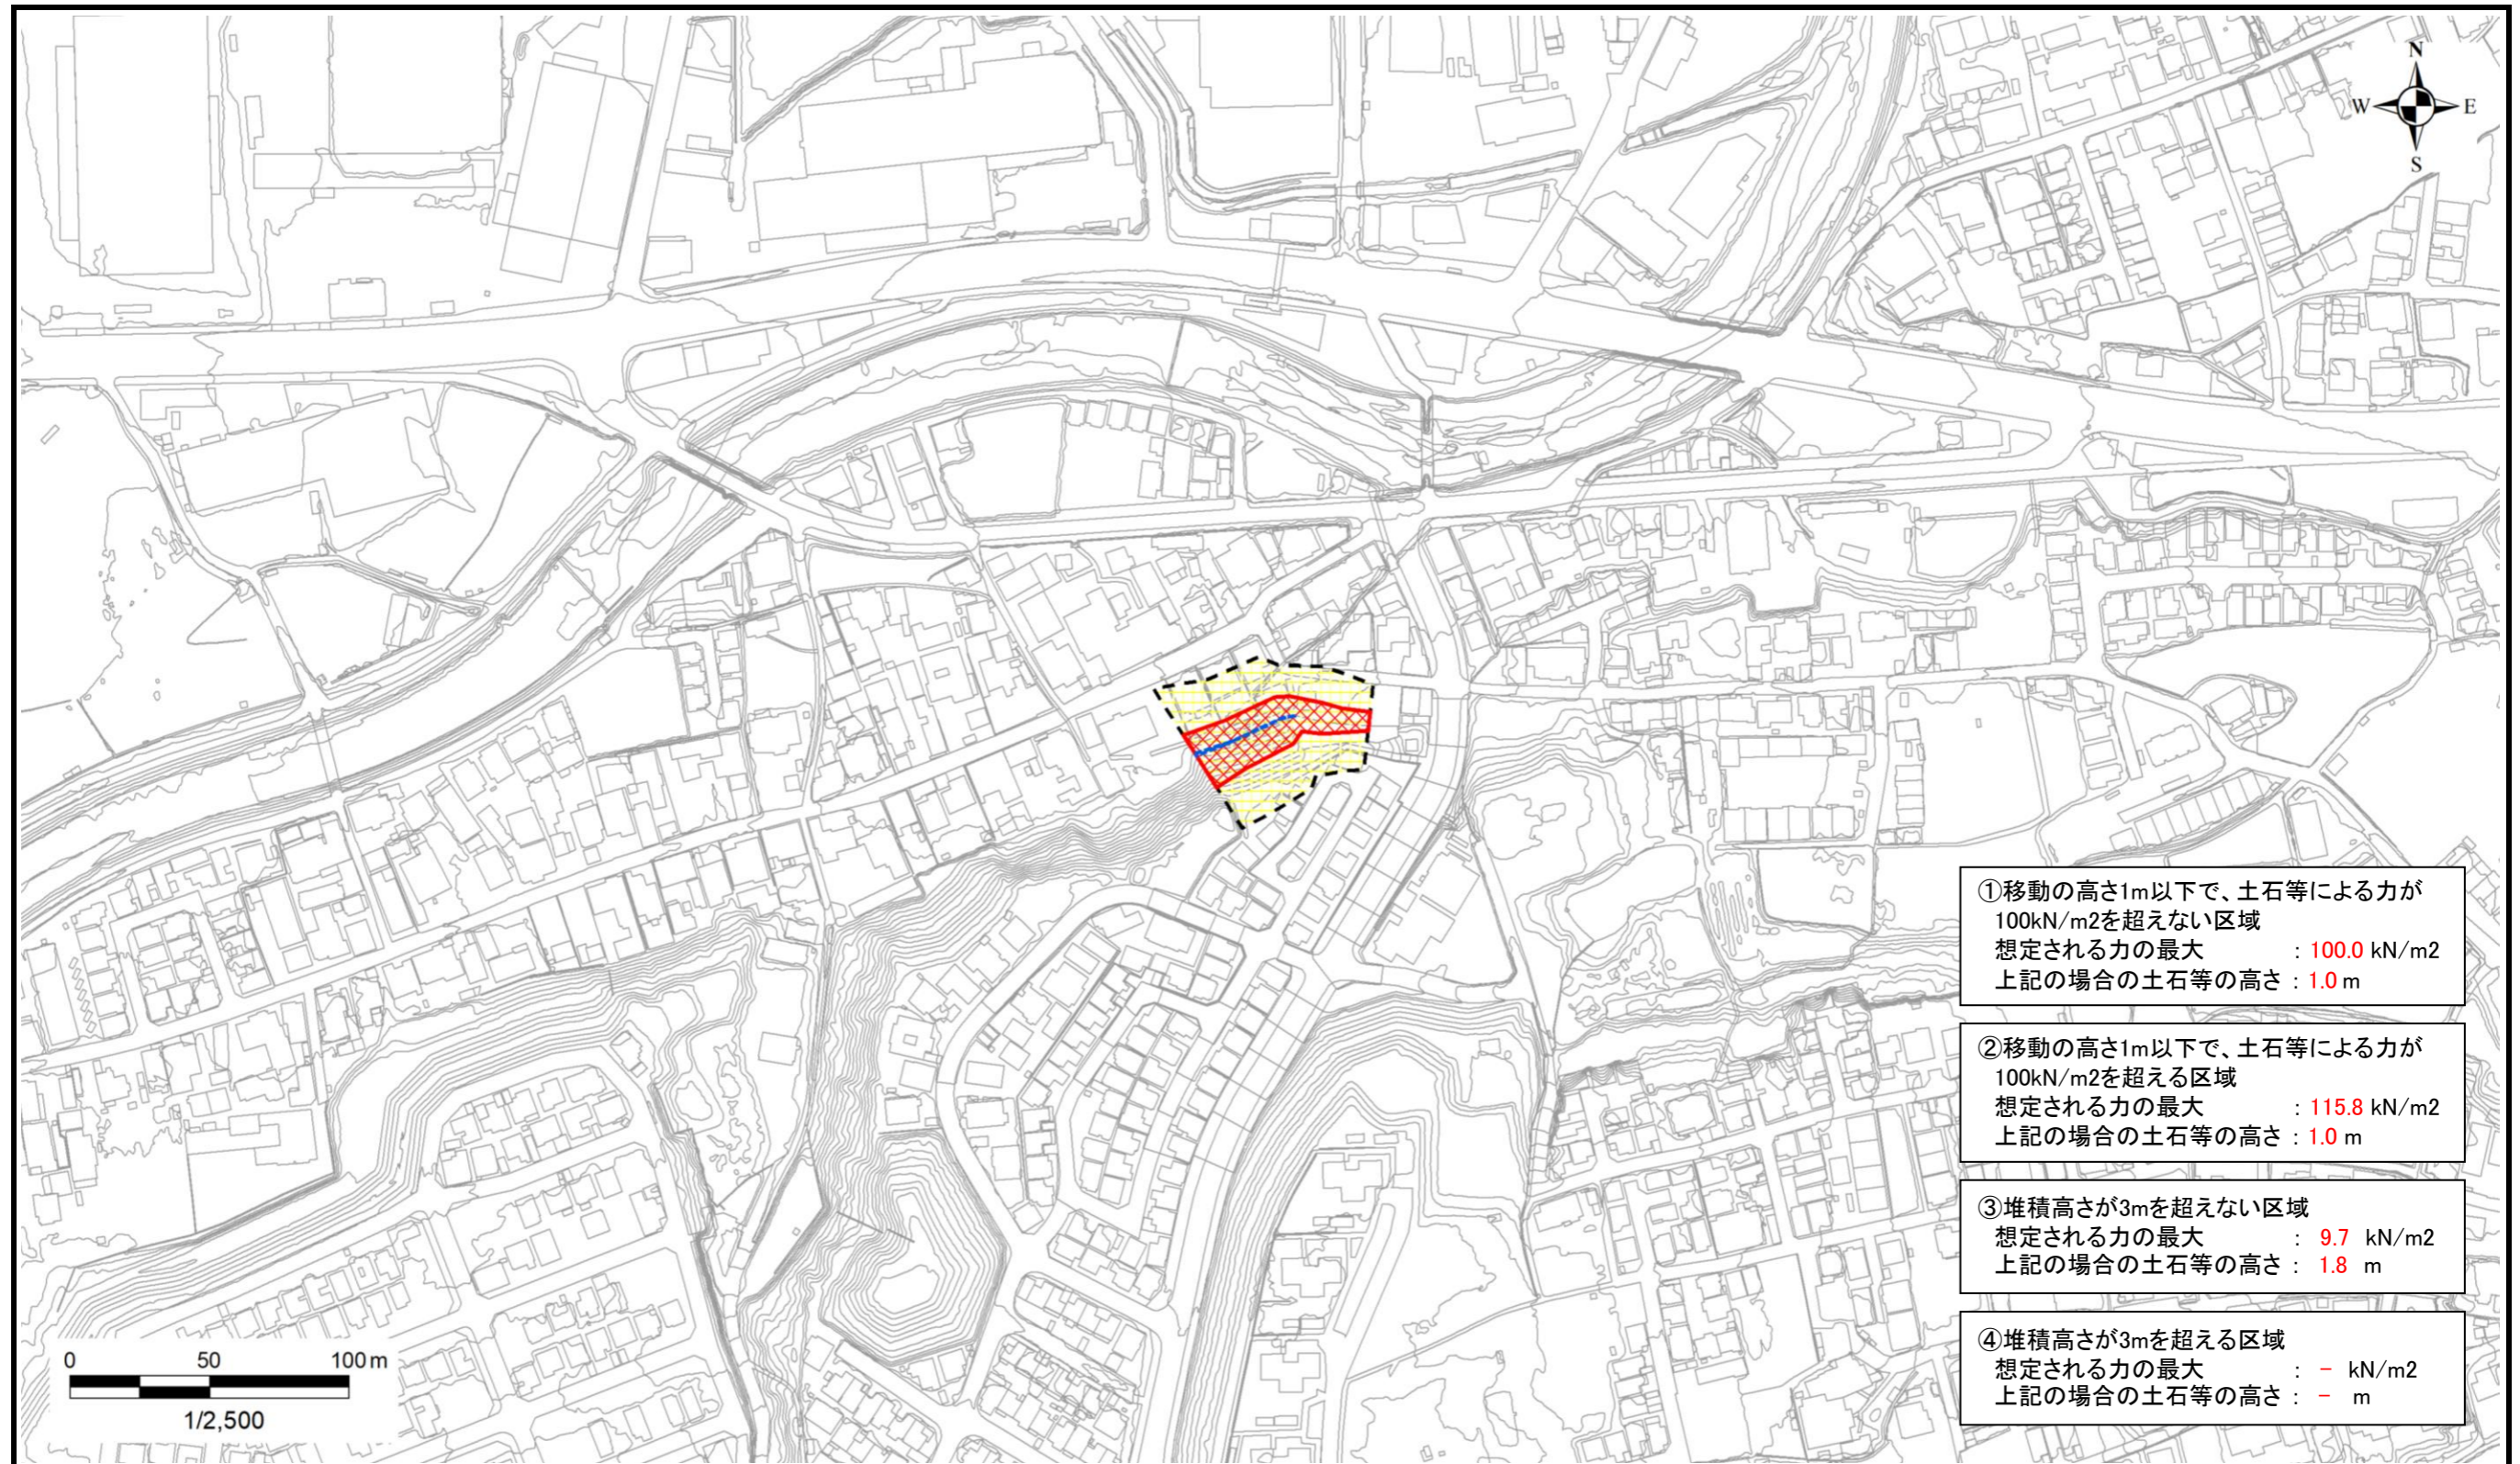 N
W E
S
①移動の高さ1m以下で、土石等による力が
100kN/m2を超えない区域
想定される力の最大 : 100.0 kN/m2
上記の場合の土石等の高さ : 1.0 m
②移動の高さ1m以下で、土石等による力が
100kN/m2を超える区域
想定される力の最大 : 115.8 kN/m2
上記の場合の土石等の高さ : 1.0 m
③堆積高さが3mを超えない区域
想定される力の最大 : 9.7 kN/m2
上記の場合の土石等の高さ : 1.8 m
④堆積高さが3mを超える区域
想定される力の最大 : - kN/m2
上記の場合の土石等の高さ : - m
0 50 100m
1/2,500